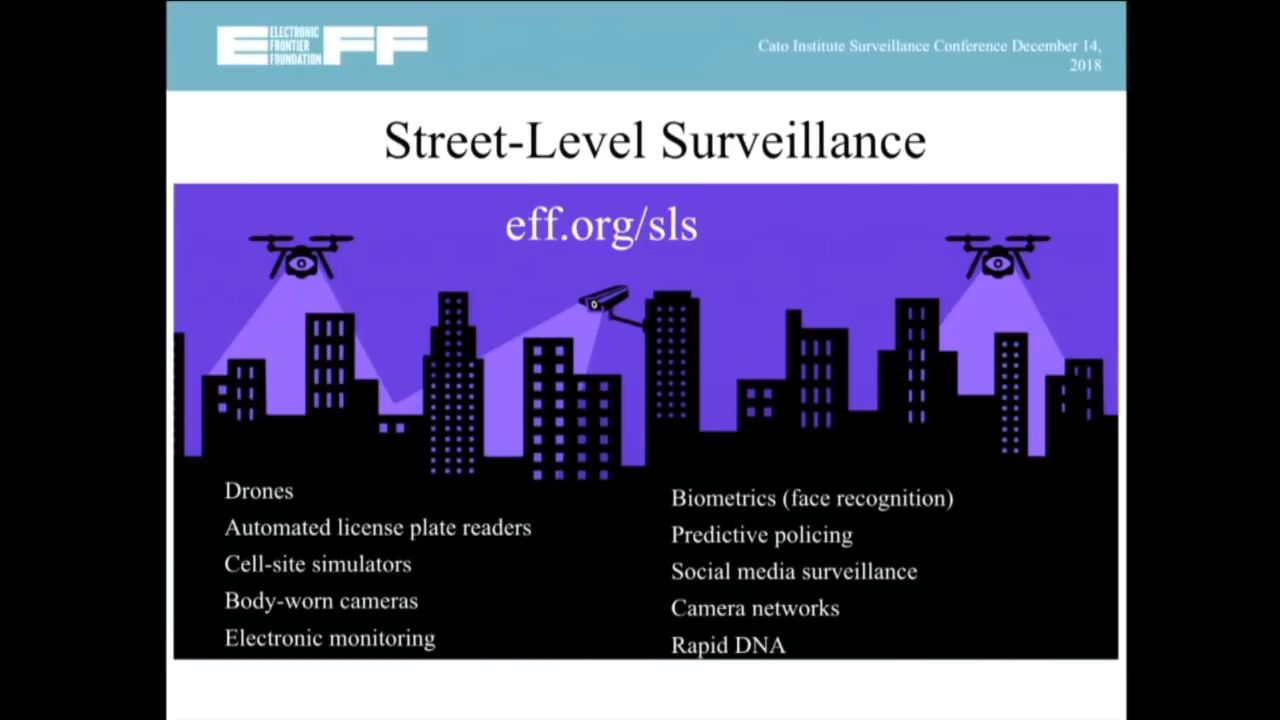 EFF
ELECTRONIC
FRONTIER
FOUNDATION
Cato Institute Surveillance Conference December 14,
2018
Street-Level Surveillance
eff.org/sls
Drones
Automated license plate readers
Cell-site simulators
Body-worn cameras
Electronic monitoring
Biometrics (face recognition)
Predictive policing
Social media surveillance
Camera networks
Rapid DNA